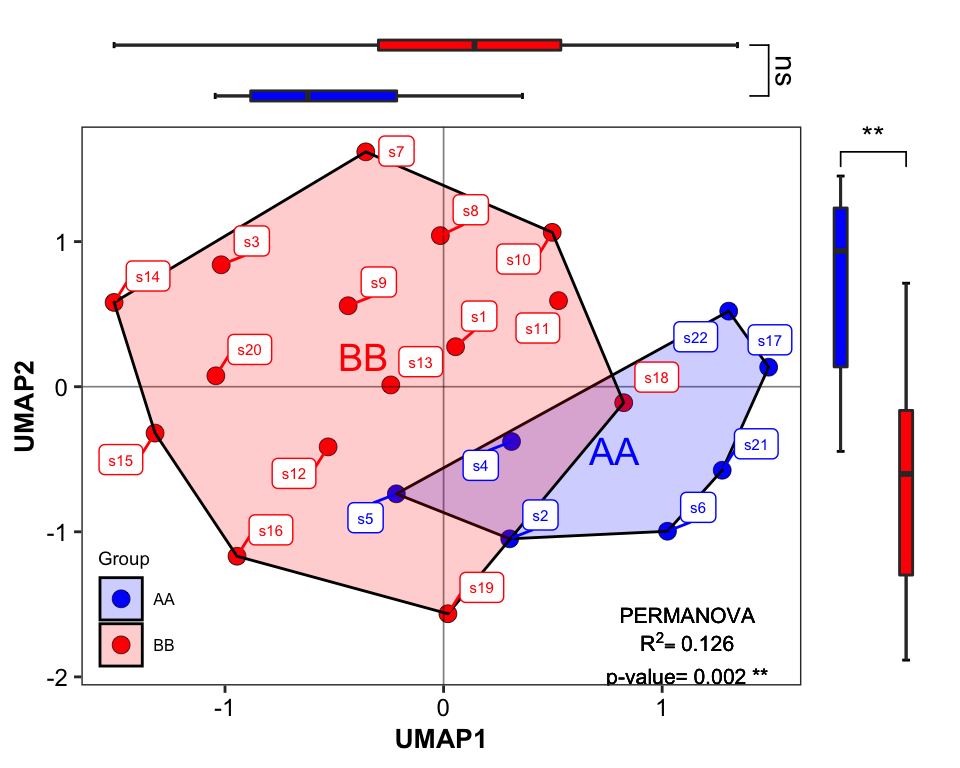 ns
**
s7
s8
s3
s10
s14
s9
s1
s11
s22
s17
s20
BB
s13
s18
s21
AA
s4
s15
s12
s5
s2
s6
s16
s19
Group
AA
BB
PERMANOVA
R²= 0.126
p-value= 0.002 **
1
0
-1
-2
UMAP2
-1
0
1
UMAP1